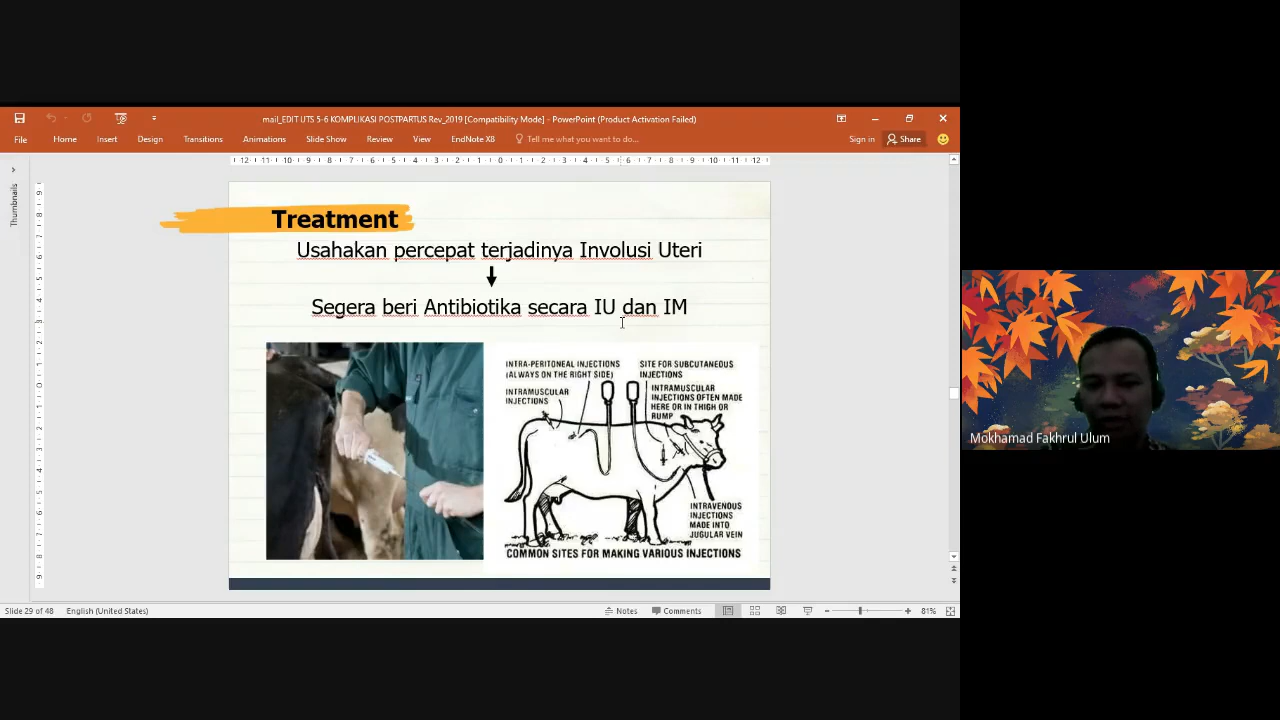 mail_EDIT UTS 5-6 KOMPLIKASI POSTPARTUS Rev_2019 [Compatibility Mode] - PowerPoint (Product Activation Failed)
File Home Insert Design Transitions Animations Slide Show Review View EndNote X8 Tell me what you want to do... Sign in Share
Thumbnails
Treatment
Usahakan percepat terjadinya Involusi Uteri
Segera beri Antibiotika secara IU dan IM
INTRA-PERITONEAL INJECTIONS
(ALWAYS ON THE RIGHT SIDE)
INTRAMUSCULAR
INJECTIONS
SITE FOR SUBCUTANEOUS
INJECTIONS
INTRAMUSCULAR
INJECTIONS OFTEN MADE
HERE OR IN THIGH OR
RUMP
INTRAVENOUS
INJECTIONS
MADE INTO
JUGULAR VEIN
COMMON SITES FOR MAKING VARIOUS INJECTIONS
Mokhamad Fakhrul Ulum
Slide 29 of 48 English (United States) Notes Comments 81%